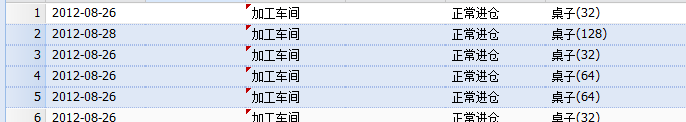 1 2012-08-26 加工车间 正常进仓 桌子(32)
2 2012-08-28 加工车间 正常进仓 桌子(128)
3 2012-08-26 加工车间 正常进仓 桌子(32)
4 2012-08-26 加工车间 正常进仓 桌子(64)
5 2012-08-26 加工车间 正常进仓 桌子(64)
6 2012-08-26 加工车间 正常进仓 桌子(32)